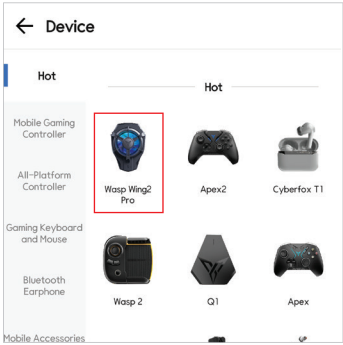 Device
Hot
Mobile Gaming
Controller
All-Platform
Controller
Gaming Keyboard
and Mouse
Bluetooth
Earphone
Mobile Accessories
Hot
Wasp Wing2
Pro
Apex2
Cyberfox T1
Wasp 2
Q1
Apex